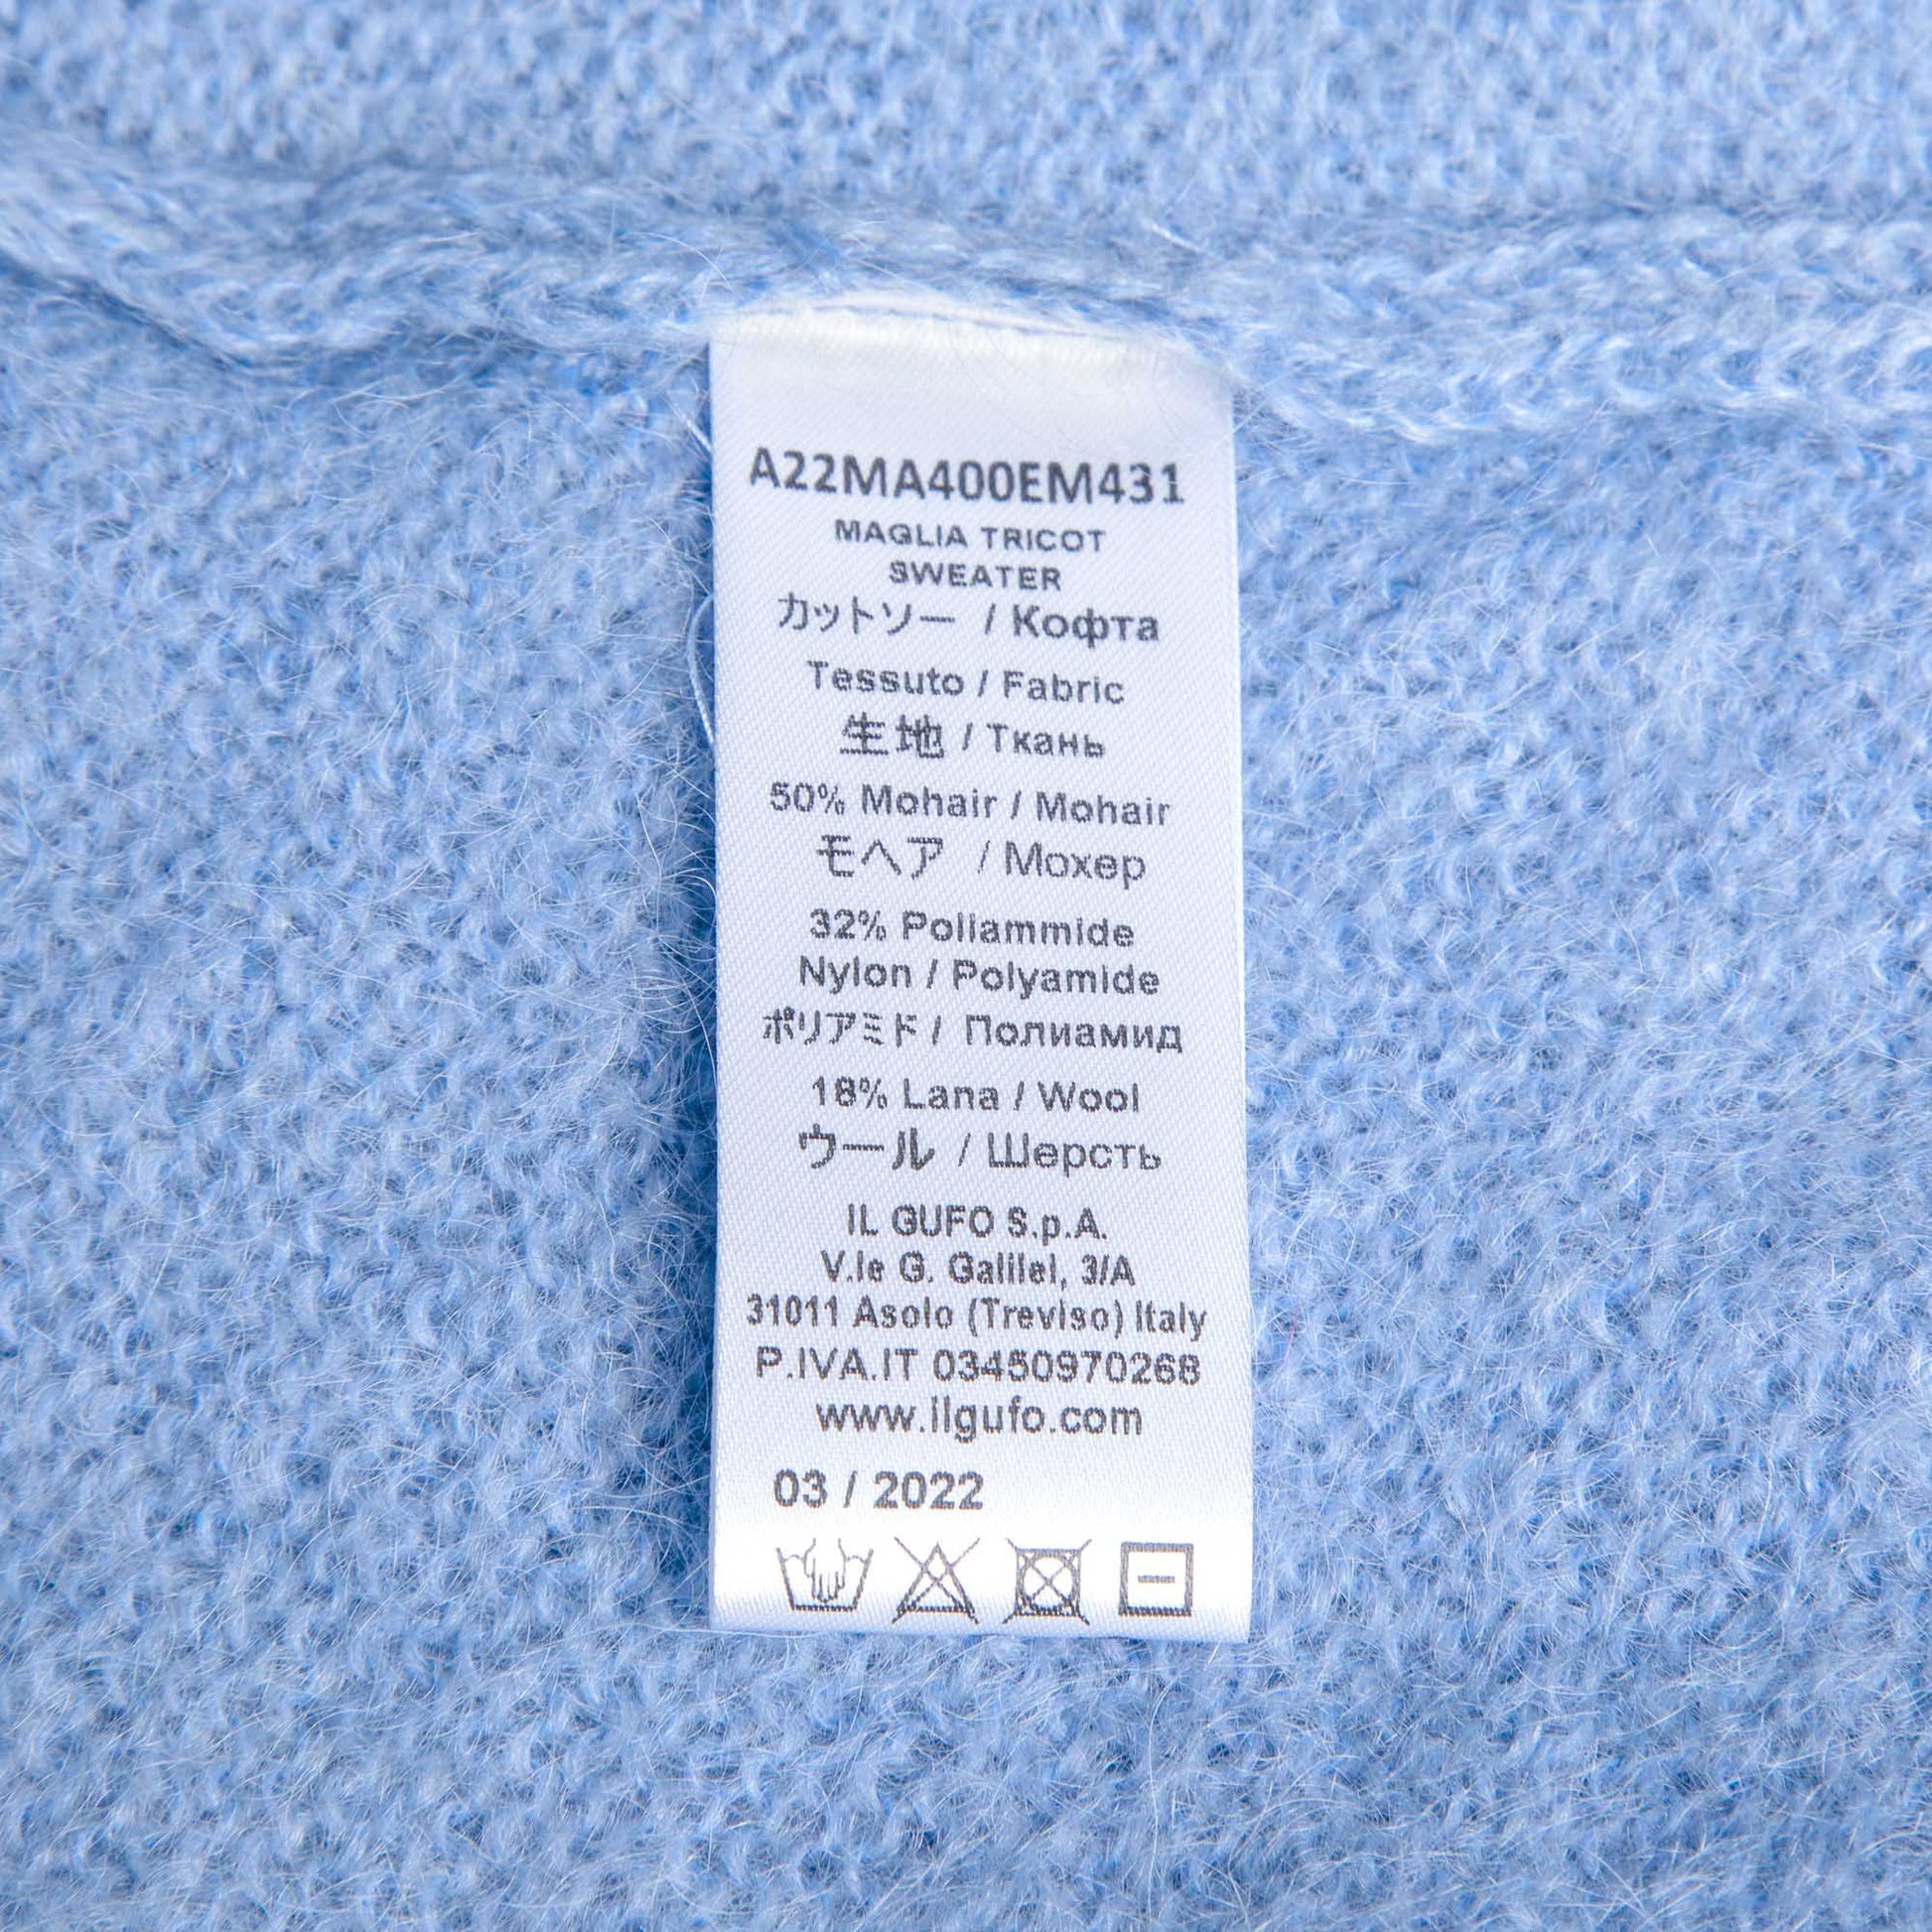 A22MA400EM431
MAGLIA TRICOT
SWEATER
カットソー / Кофта
Tessuto / Fabric
生地 / Ткань
50% Mohair / Mohair
モヘア / Мохер
32% Poliammide
Nylon / Polyamide
ポリアミド / Полиамид
18% Lana / Wool
ウール / Шерсть
IL GUFO S.p.A.
V.le G. Galilei, 3/A
31011 Asolo (Treviso) Italy
P.IVA.IT 03450970268
www.ilgufo.com
03 / 2022